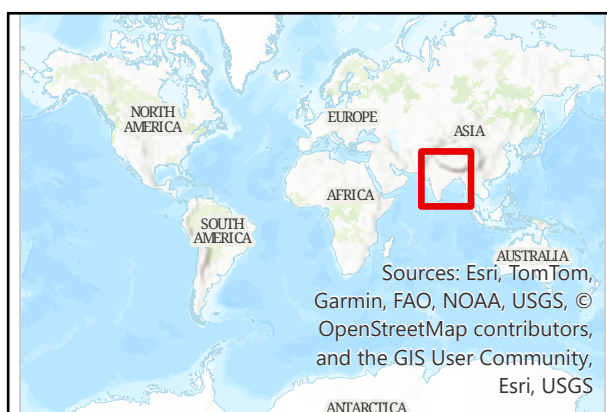 NORTH
AMERICA
EUROPE
ASIA
AFRICA
SOUTH
AMERICA
AUSTRALIA
Sources: Esri, TomTom,
Garmin, FAO, NOAA, USGS, ©
OpenStreetMap contributors,
and the GIS User Community,
Esri, USGS
ANTARCTICA